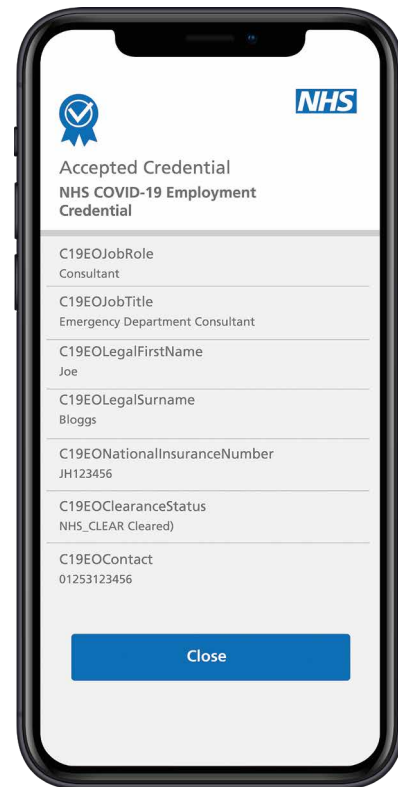 NHS
Accepted Credential
NHS COVID-19 Employment
Credential
C19EOJobRole
Consultant
C19EOJobTitle
Emergency Department Consultant
C19EOLegalFirstName
Joe
C19EOLegalSurname
Bloggs
C19EONationalInsuranceNumber
JH123456
C19EOClearanceStatus
NHS_CLEAR Cleared)
C19EOContact
01253123456
Close